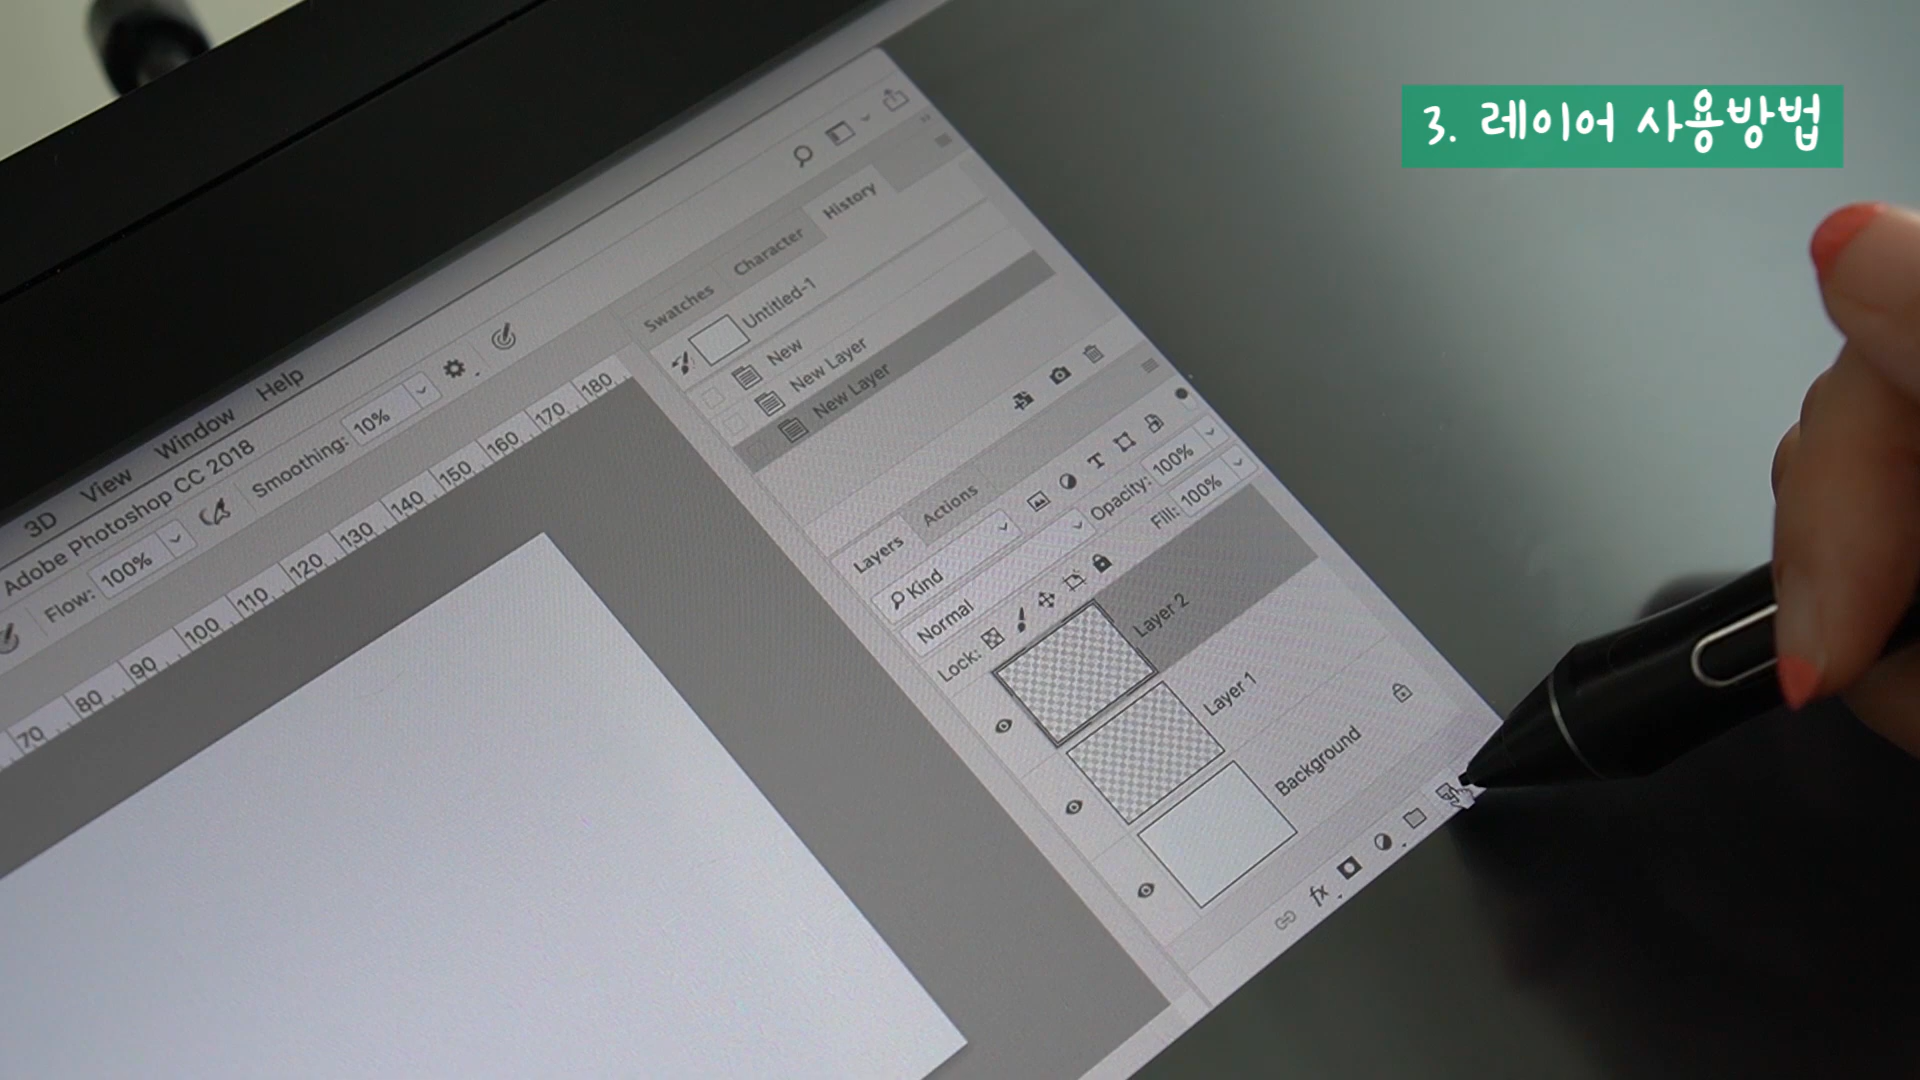 3. 레이어 사용방법
3D View Window Help
Adobe Photoshop CC 2018
Flow: 100% Smoothing: 10%
70 80 90 100 110 120 130 140 150 160 170 180
Swatches Character History
Untitled-1
New
New Layer
New Layer
Layers Actions
Kind
Normal Opacity: 100%
Lock: Fill: 100%
Layer 2
Layer 1
Background
fx